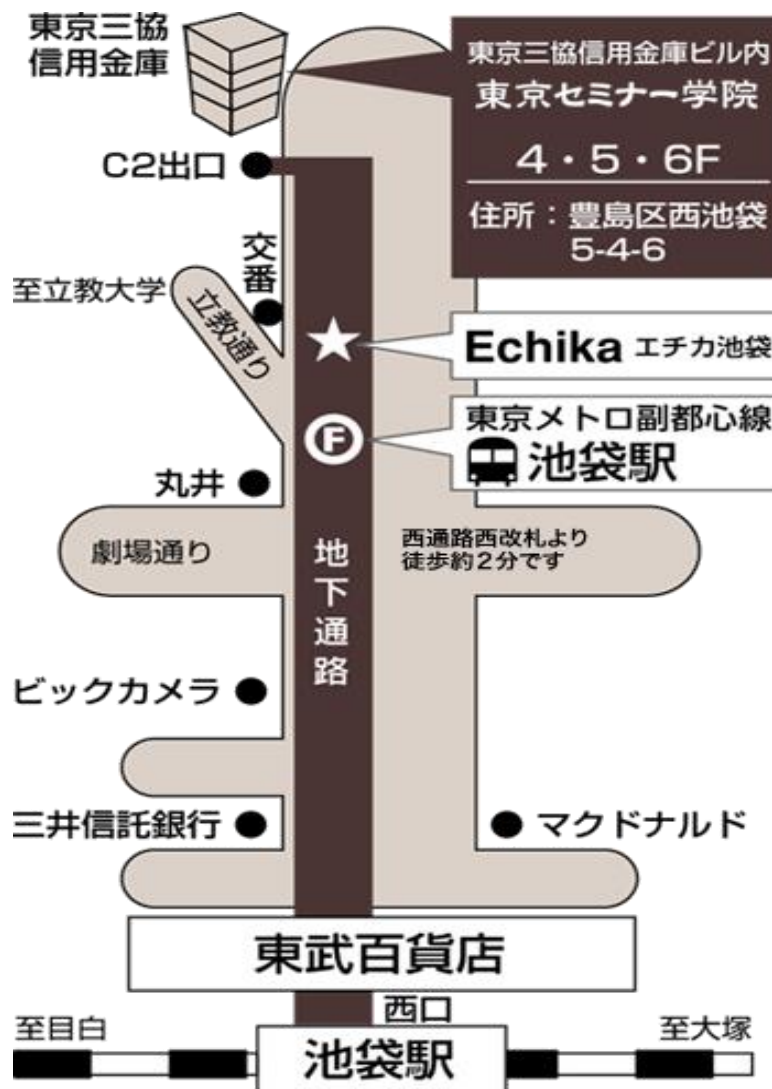 東京三協
信用金庫
東京三協信用金庫ビル内
東京セミナー学院
4・5・6F
住所：豊島区西池袋
5-4-6
C2出口
交番
至立教大学
立教通り
Echika エチカ池袋
東京メトロ副都心線
F
池袋駅
丸井
劇場通り
西通路西改札より
徒歩約2分です
地下通路
ビックカメラ
三井信託銀行
マクドナルド
東武百貨店
西口
至目白
至大塚
池袋駅